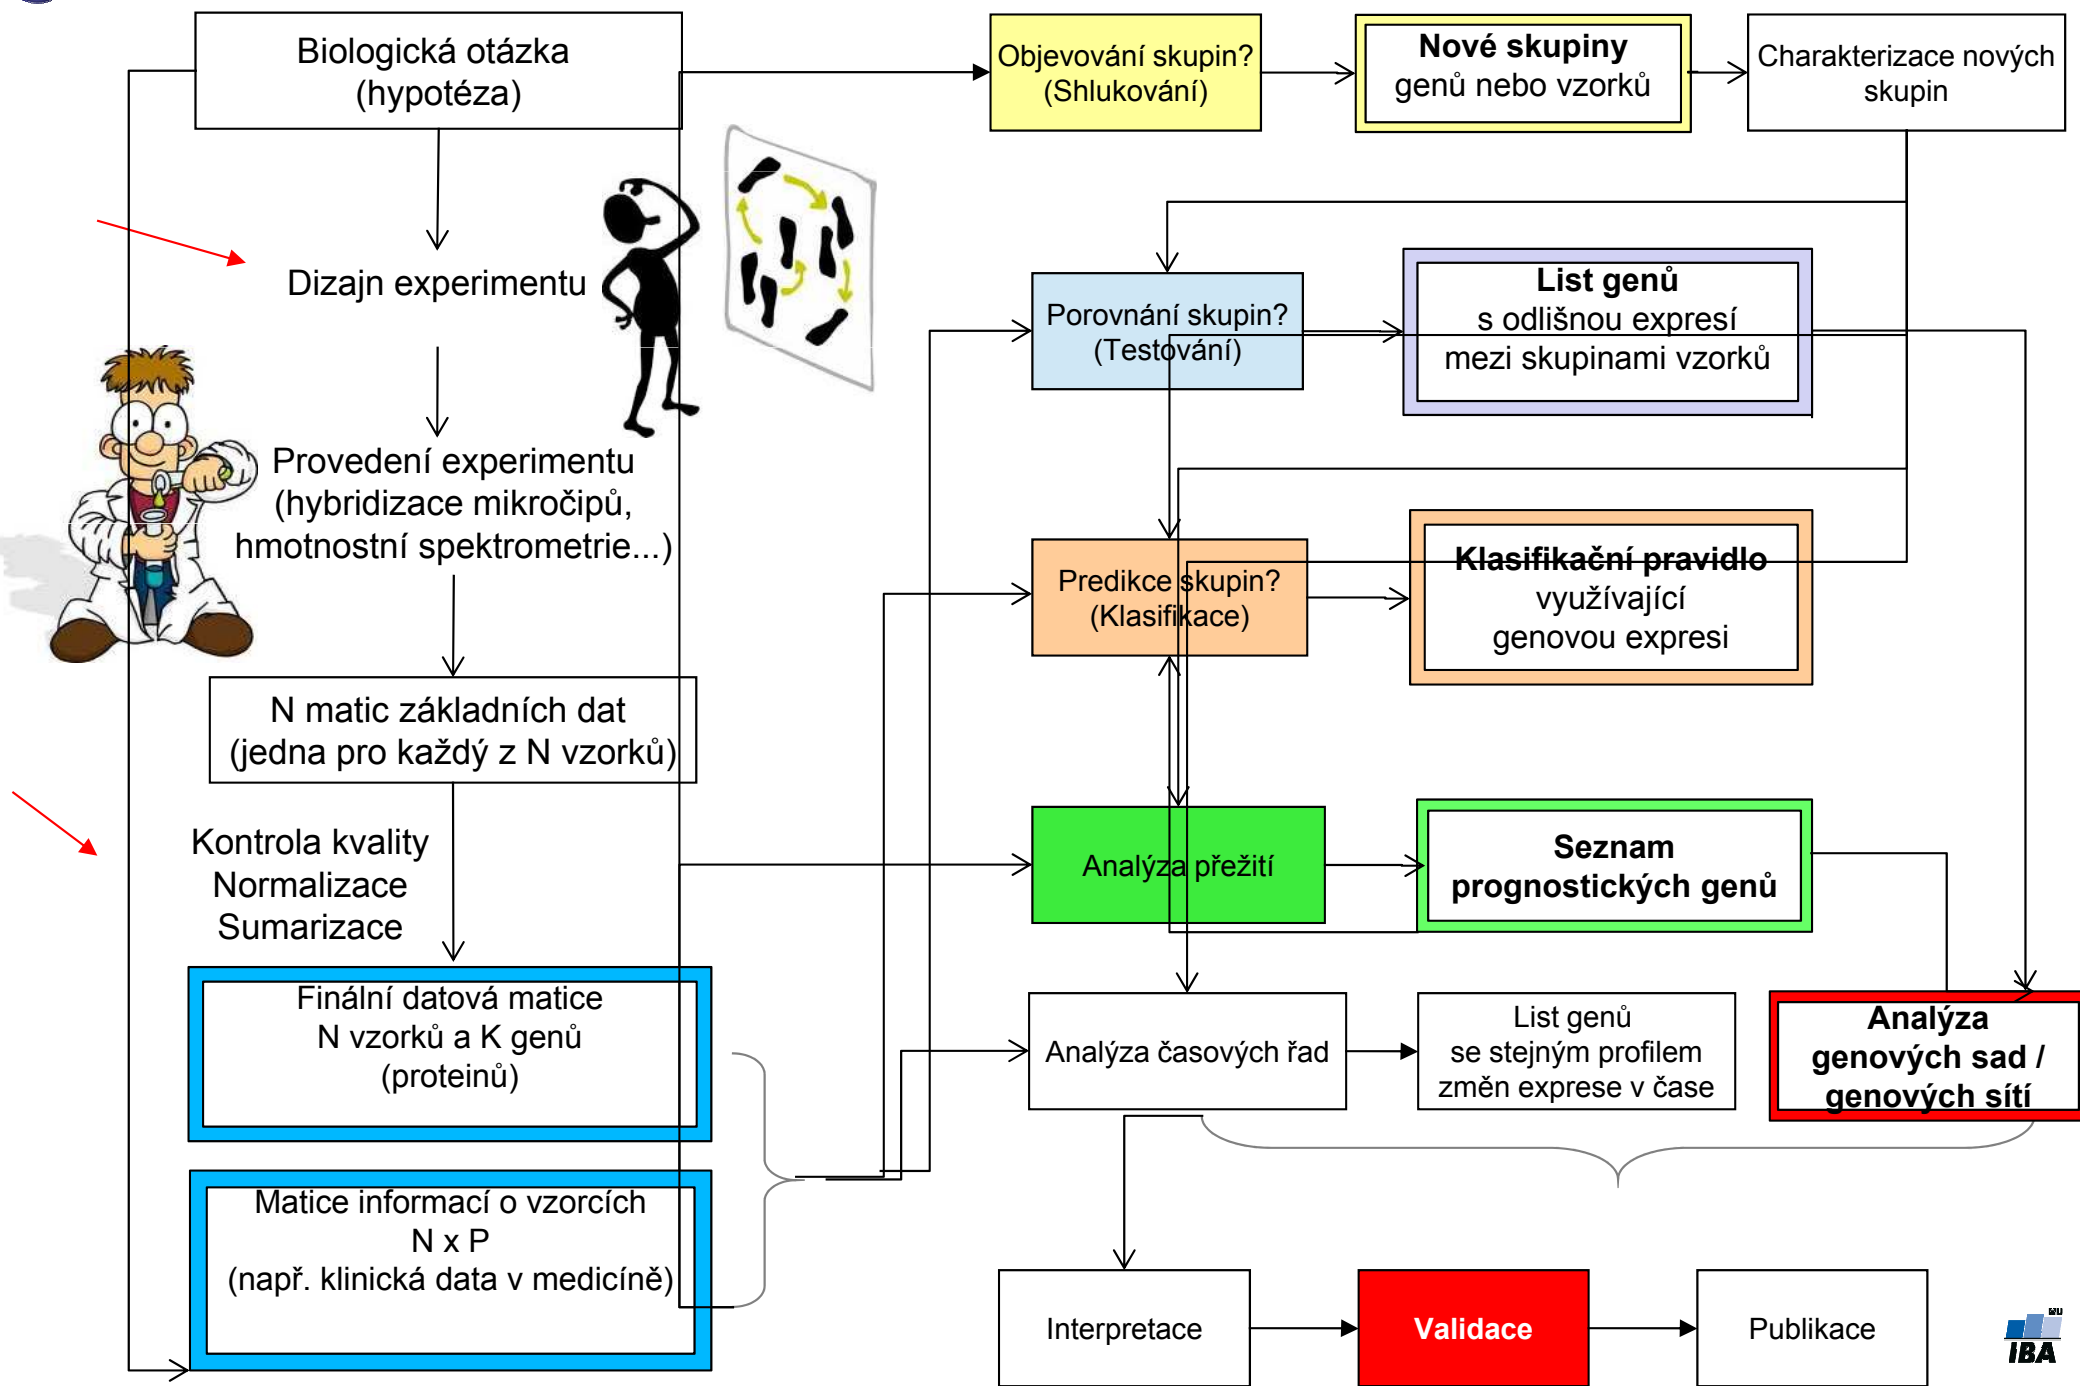 Biologická otázka
(hypotéza)
Dizajn experimentu
Provedení experimentu
(hybridizace mikročipů,
hmotnostní spektrometrie...)
N matic základních dat
(jedna pro každý z N vzorků)
Kontrola kvality
Normalizace
Sumarizace
Finální datová matice
N vzorků a K genů
(proteinů)
Matice informací o vzorcích
N x P
(např. klinická data v medicíně)
Objevování skupin?
(Shlukování)
Nové skupiny
genů nebo vzorků
Charakterizace nových
skupin
Porovnání skupin?
(Testování)
List genů
s odlišnou expresí
mezi skupinami vzorků
Predikce skupin?
(Klasifikace)
Klasifikační pravidlo
využívající
genovou expresi
Analýza přežití
Seznam
prognostických genů
Analýza časových řad
List genů
se stejným profilem
změn exprese v čase
Analýza
genových sad /
genových sítí
Interpretace
Validace
Publikace
MU
IBA